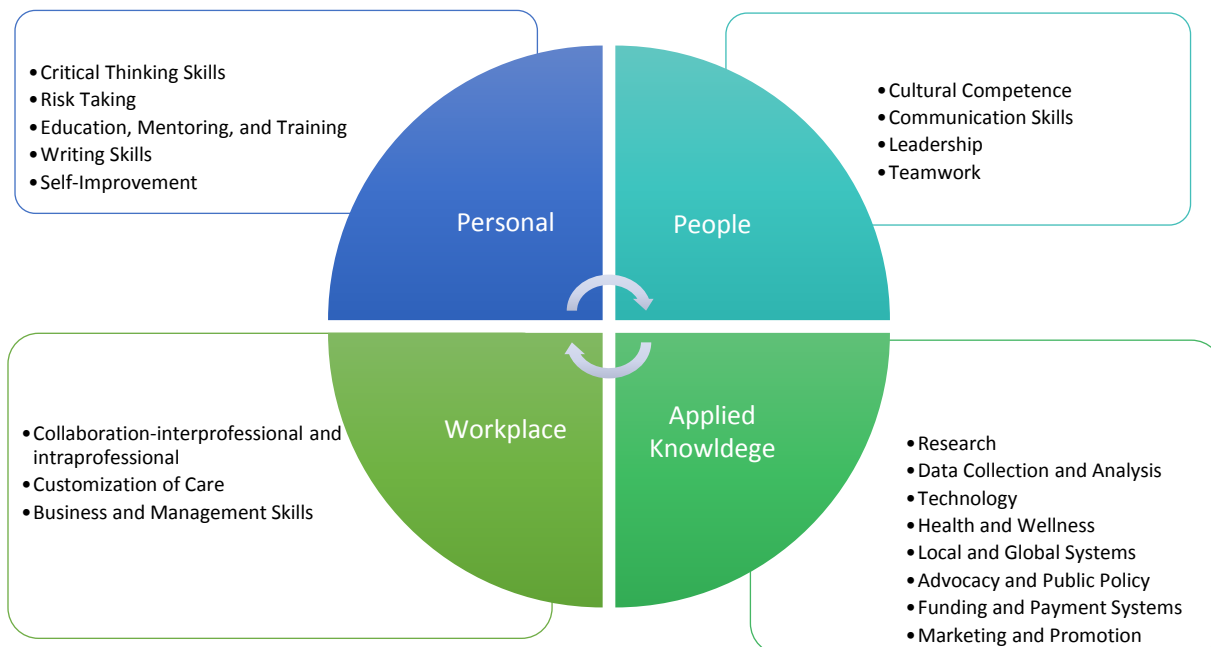 •Critical Thinking Skills
•Risk Taking
•Education, Mentoring, and Training
•Writing Skills
•Self-Improvement
Personal
•Cultural Competence
•Communication Skills
•Leadership
•Teamwork
People
•Collaboration-interprofessional and
intraprofessional
•Customization of Care
•Business and Management Skills
Workplace
Applied
Knowldege
•Research
•Data Collection and Analysis
•Technology
•Health and Wellness
•Local and Global Systems
•Advocacy and Public Policy
•Funding and Payment Systems
•Marketing and Promotion